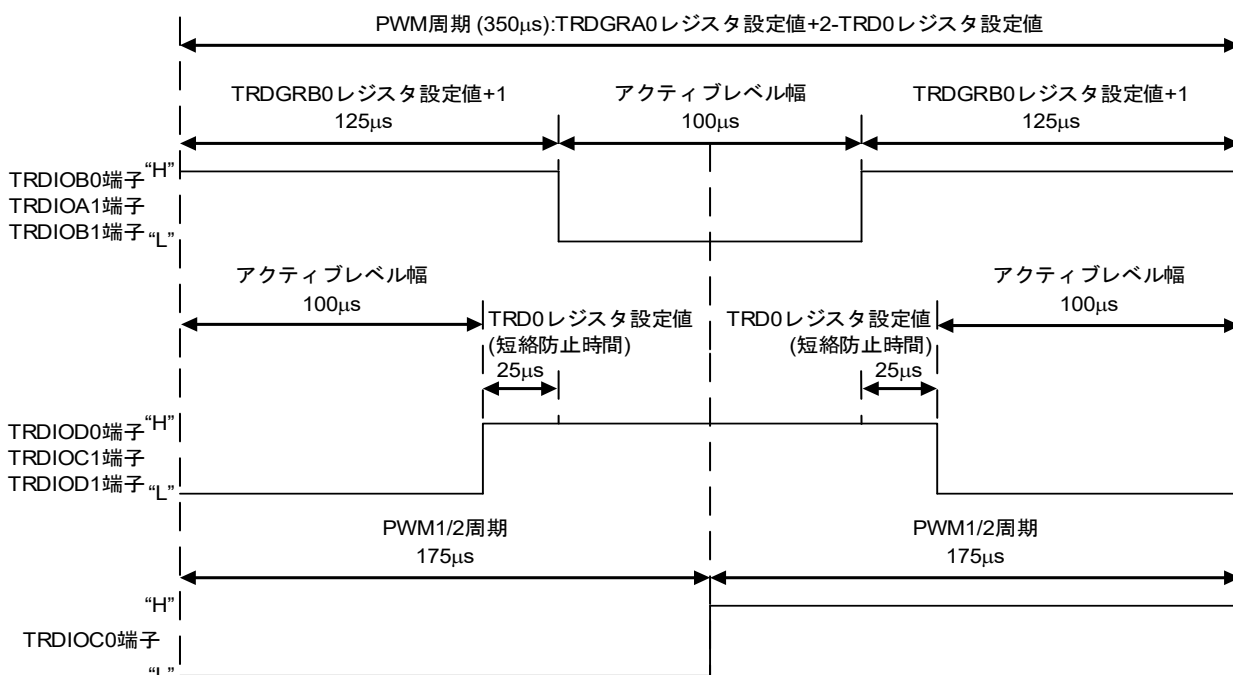 PWM周期 (350μs):TRDGRA0レジスタ設定値+2-TRD0レジスタ設定値
TRDGRB0レジスタ設定値+1
125μs
アクティブレベル幅
100μs
TRDGRB0レジスタ設定値+1
125μs
"H"
TRDIOB0端子
TRDIOA1端子
TRDIOB1端子
"L"
アクティブレベル幅
100μs
TRD0レジスタ設定値
(短絡防止時間)
25μs
TRD0レジスタ設定値
(短絡防止時間)
25μs
アクティブレベル幅
100μs
"H"
TRDIOD0端子
TRDIOC1端子
TRDIOD1端子
"L"
PWM1/2周期
175μs
PWM1/2周期
175μs
"H"
TRDIOC0端子
"L"